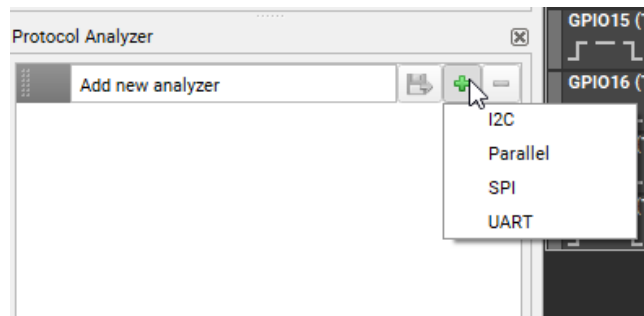 Protocol Analyzer
Add new analyzer
I2C
Parallel
SPI
UART
GPIO15 (
GPIO16 (